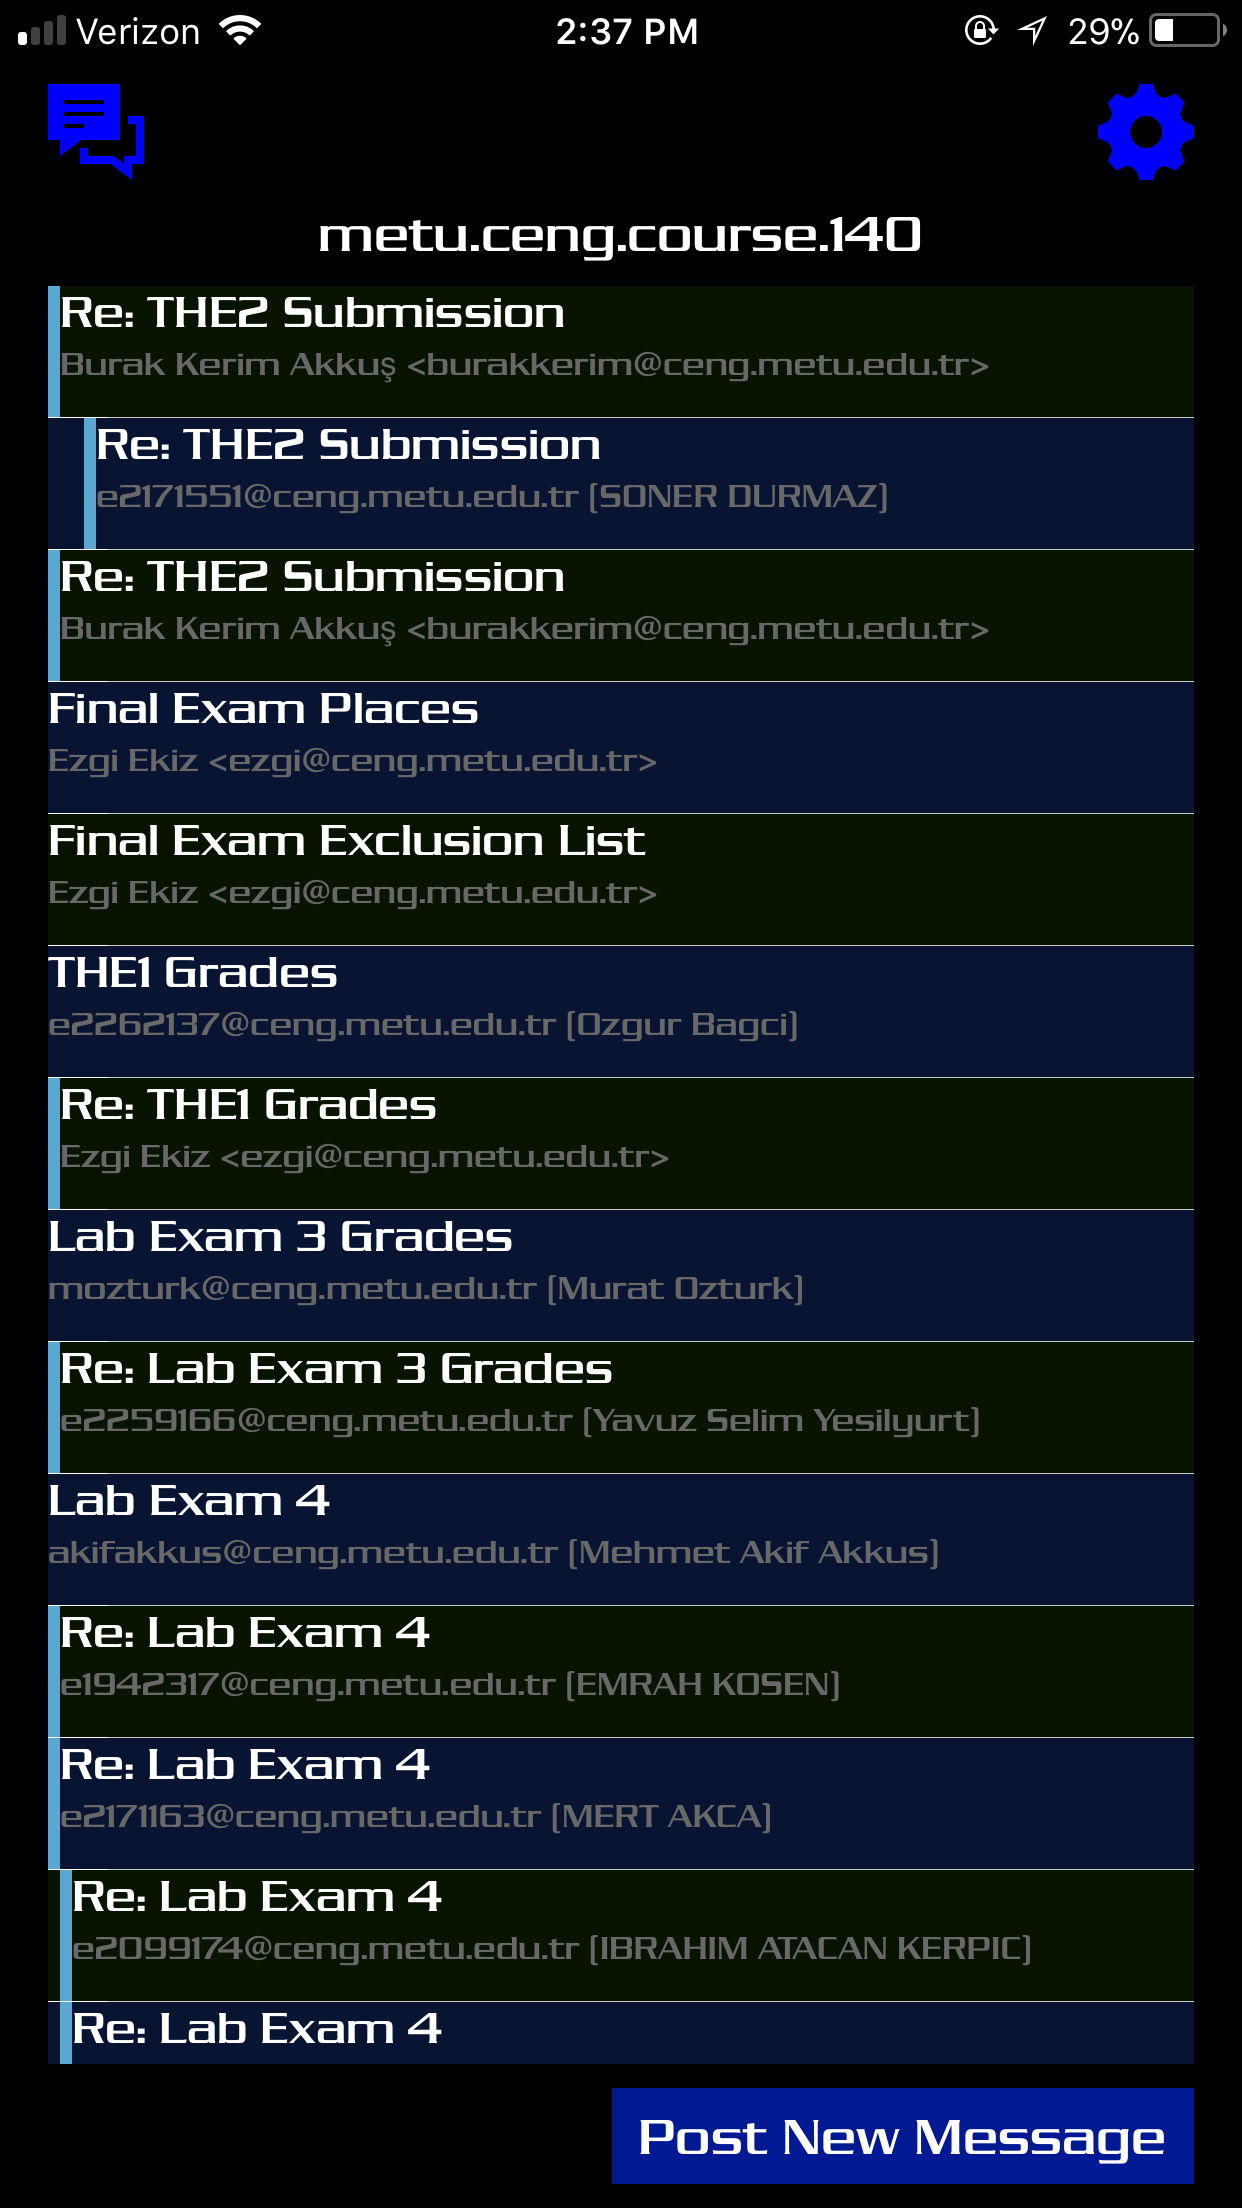 Verizon 2:37 PM 29%
metu.ceng.course.140
Re: THE2 Submission
Burak Kerim Akkuş <burakkerim@ceng.metu.edu.tr>
Re: THE2 Submission
e2171551@ceng.metu.edu.tr (SONER DURMAZ)
Re: THE2 Submission
Burak Kerim Akkuş <burakkerim@ceng.metu.edu.tr>
Final Exam Places
Ezgi Ekiz <ezgi@ceng.metu.edu.tr>
Final Exam Exclusion List
Ezgi Ekiz <ezgi@ceng.metu.edu.tr>
THE1 Grades
e2262137@ceng.metu.edu.tr (Ozgur Bagci)
Re: THE1 Grades
Ezgi Ekiz <ezgi@ceng.metu.edu.tr>
Lab Exam 3 Grades
mozturk@ceng.metu.edu.tr (Murat Ozturk)
Re: Lab Exam 3 Grades
e2259166@ceng.metu.edu.tr (Yavuz Selim Yesilyurt)
Lab Exam 4
akifakkus@ceng.metu.edu.tr (Mehmet Akif Akkus)
Re: Lab Exam 4
e1942317@ceng.metu.edu.tr (EMRAH KOSEN)
Re: Lab Exam 4
e2171163@ceng.metu.edu.tr (MERT AKCA)
Re: Lab Exam 4
e2099174@ceng.metu.edu.tr (IBRAHIM ATACAN KERPIC)
Re: Lab Exam 4
Post New Message